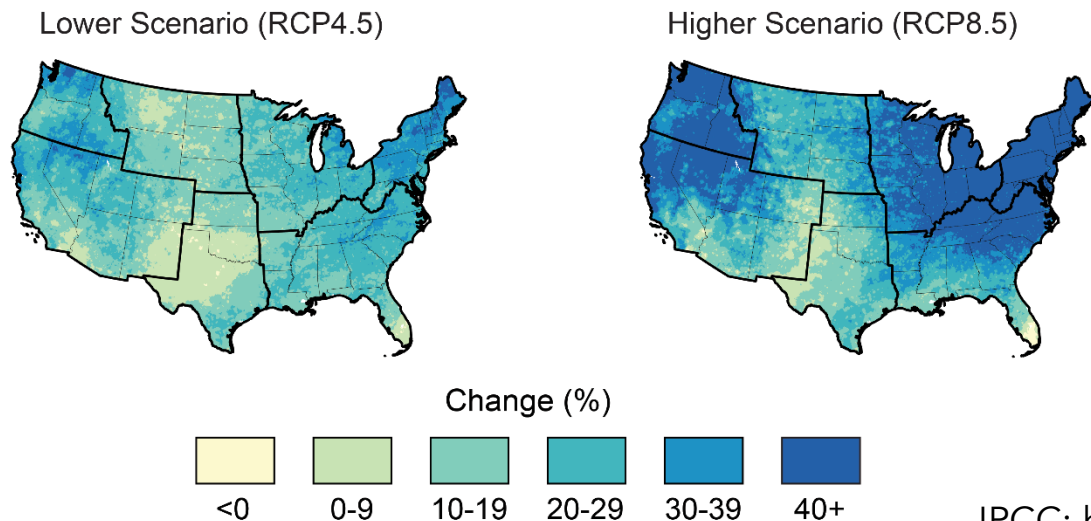 Lower Scenario (RCP4.5)
Higher Scenario (RCP8.5)
Change (%)
<0
0-9
10-19
20-29
30-39
40+
IPCC: